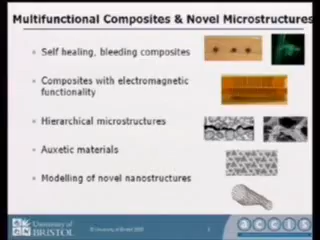 Multifunctional Composites & Novel Microstructures
Self healing, bleeding composites
Composites with electromagnetic
functionality
Hierarchical microstructures
Auxetic materials
Modelling of novel nanostructures
University of
BRISTOL
accis